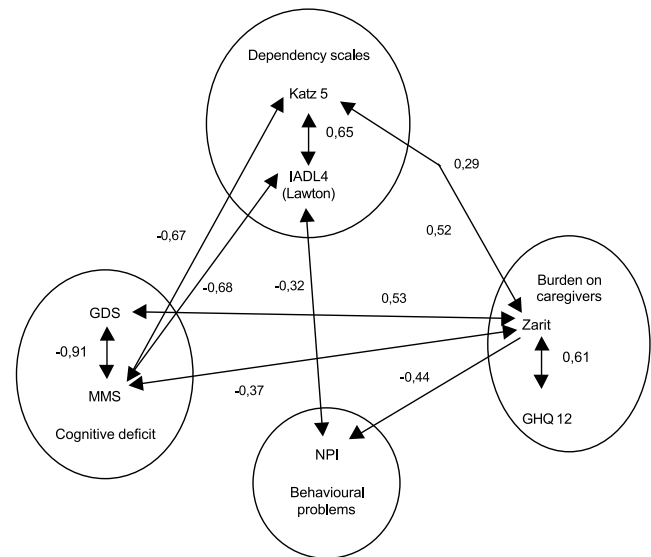 Dependency scales
Katz 5
0,65
IADL4
(Lawton)
0,29
-0,67
0,52
-0,68
-0,32
Burden on
caregivers
GDS
0,53
Zarit
-0,91
0,61
MMS
-0,37
-0,44
GHQ 12
Cognitive deficit
NPI
Behavioural
problems